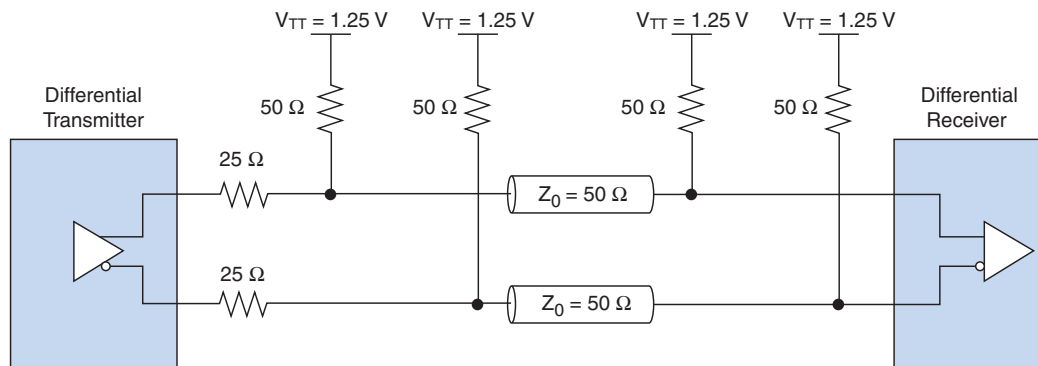 V_TT = 1.25 V V_TT = 1.25 V V_TT = 1.25 V V_TT = 1.25 V
Differential
Transmitter
50 Ω 50 Ω 50 Ω 50 Ω
Differential
Receiver
25 Ω
Z_0 = 50 Ω
25 Ω
Z_0 = 50 Ω